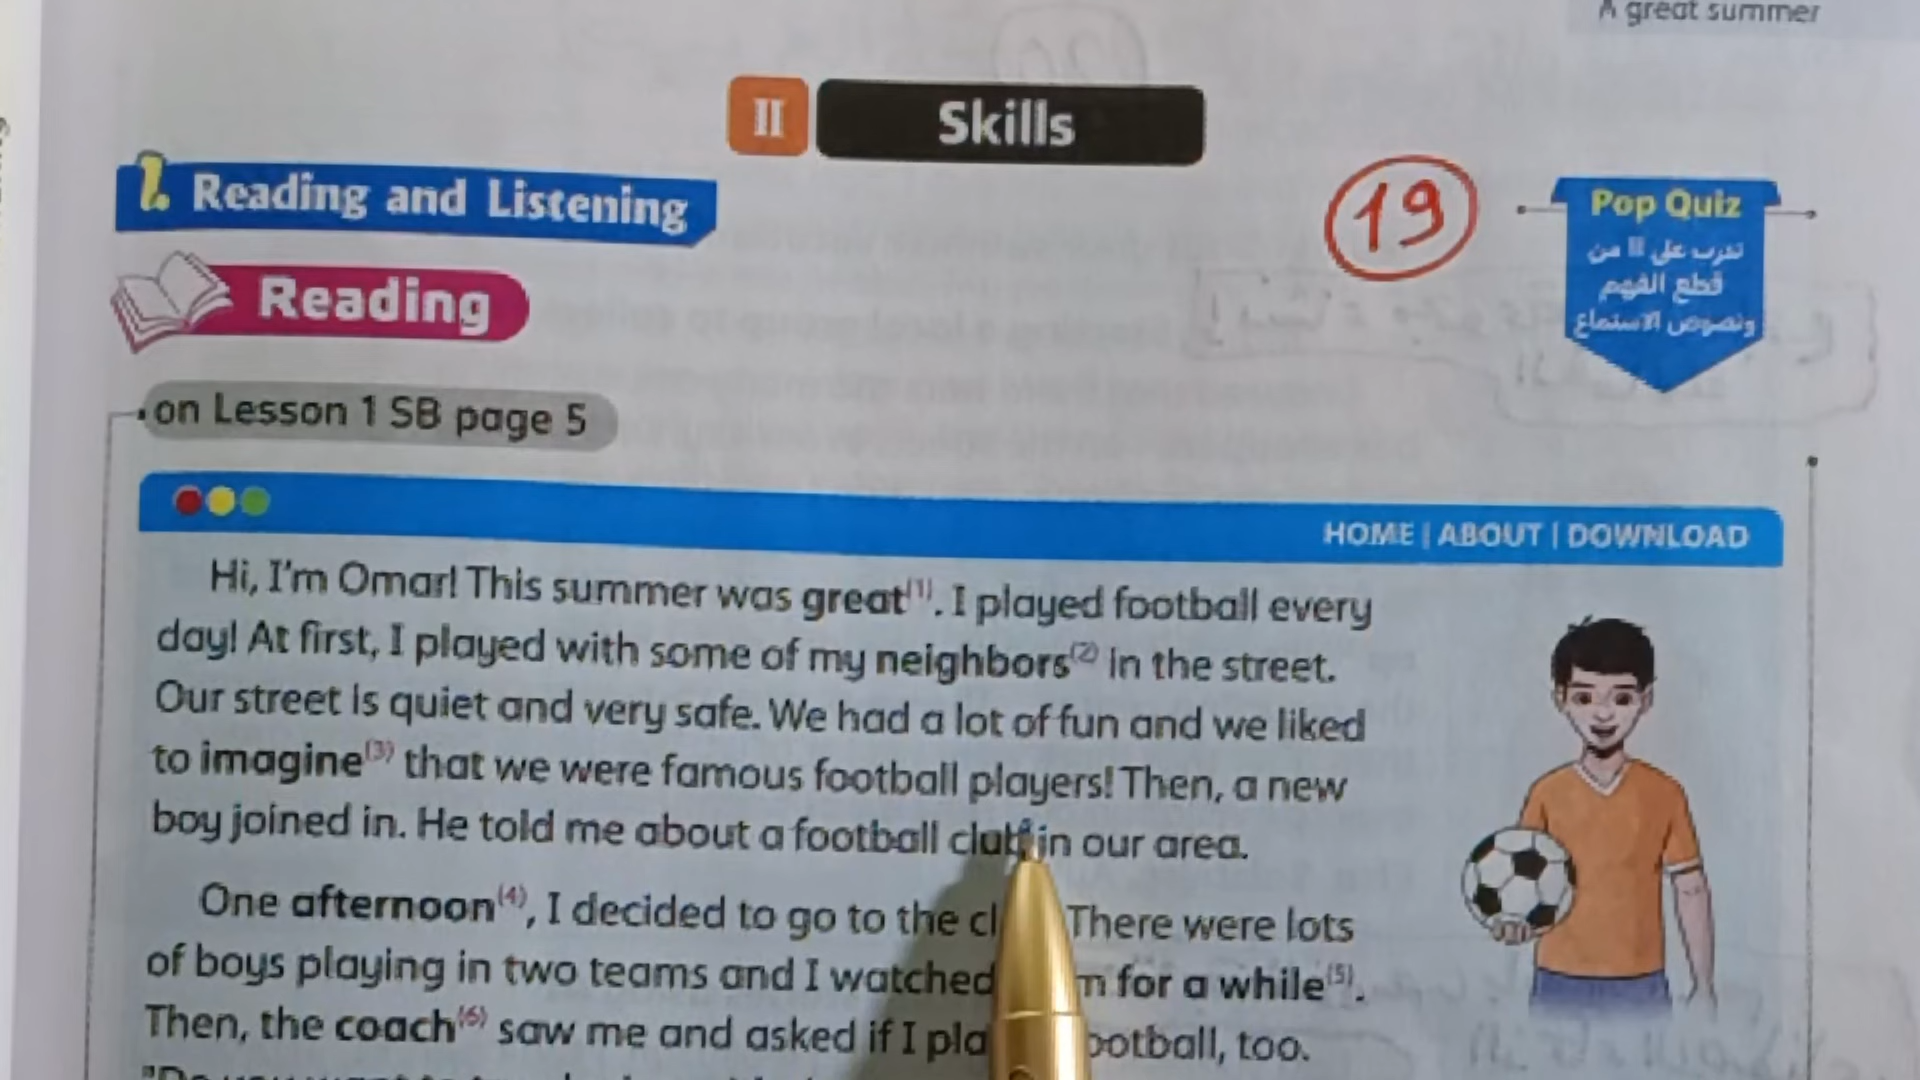 A great summer
II Skills
1. Reading and Listening
19
Pop Quiz
تدرب على III من
قطع الفهم
ونصوص الاستماع
Reading
on Lesson 1 SB page 5
HOME | ABOUT | DOWNLOAD
Hi, I'm Omar! This summer was great(1). I played football every
day! At first, I played with some of my neighbors(2) in the street.
Our street is quiet and very safe. We had a lot of fun and we liked
to imagine(3) that we were famous football players! Then, a new
boy joined in. He told me about a football club in our area.
One afternoon(4), I decided to go to the There were lots
of boys playing in two teams and I watched for a while(5).
Then, the coach(6) saw me and asked if I football, too.